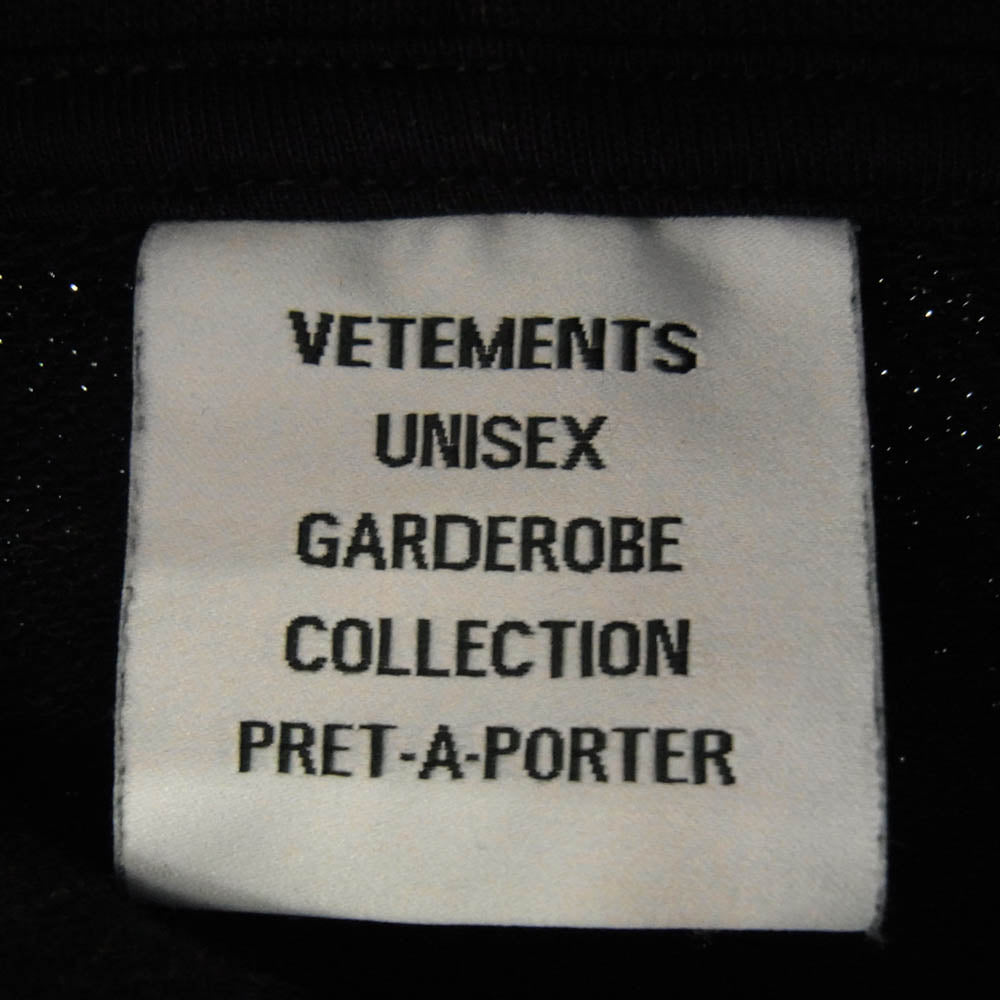 VETEMENTS
UNISEX
GARDEROBE
COLLECTION
PRET-A-PORTER